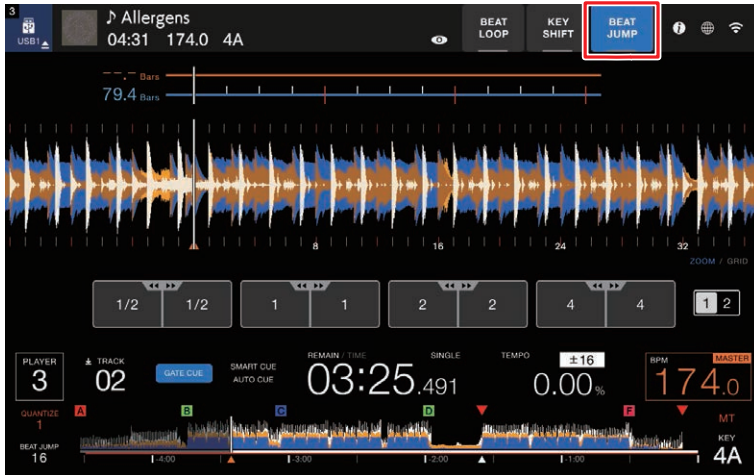 3
USB1
♪ Allergens
04:31 174.0 4A
BEAT LOOP
KEY SHIFT
BEAT JUMP
--.- Bars
79.4 Bars
8 16 24 32
ZOOM / GRID
1/2 1/2 1 1 2 2 4 4 1 2
PLAYER
3
TRACK
02
GATE CUE
SMART CUE
AUTO CUE
REMAIN / TIME SINGLE
03:25.491
TEMPO ±16
0.00%
BPM MASTER
174.0
QUANTIZE
1
BEAT JUMP
16
A B C D F
-4:00 -3:00 -2:00 -1:00
MT
KEY
4A